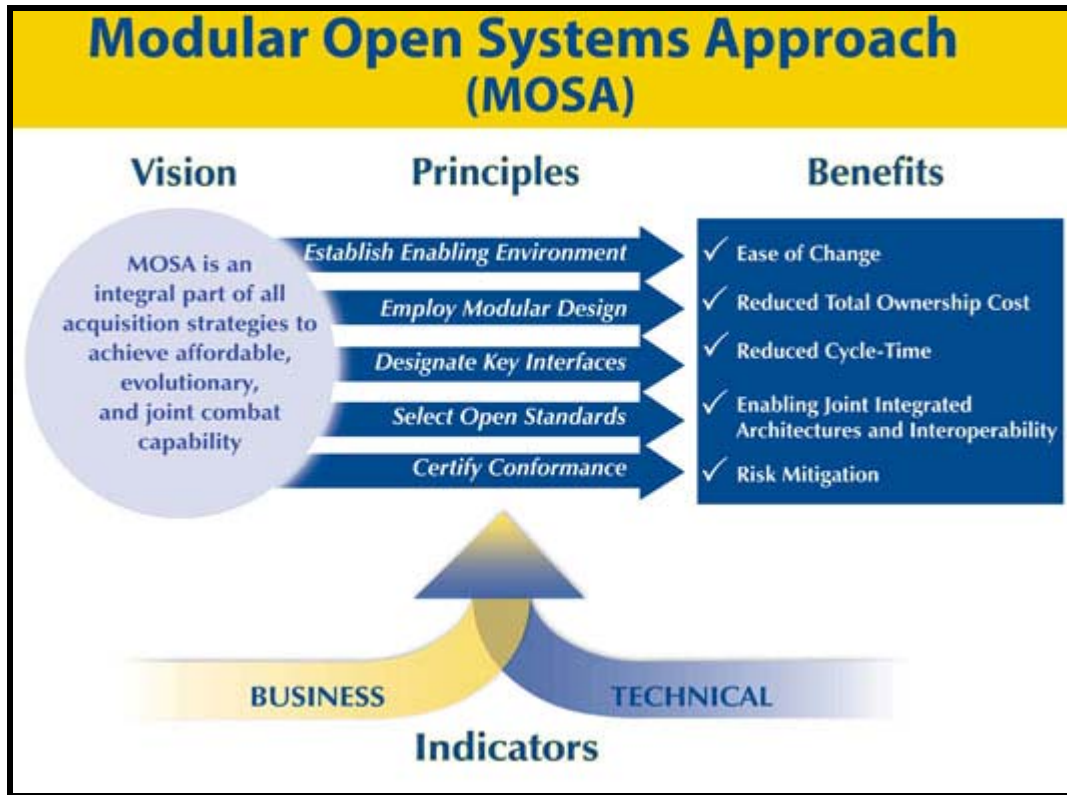 Modular Open Systems Approach
(MOSA)
Vision
Principles
Benefits
MOSA is an
integral part of all
acquisition strategies to
achieve affordable,
evolutionary,
and joint combat
capability
Establish Enabling Environment
Employ Modular Design
Designate Key Interfaces
Select Open Standards
Certify Conformance
✓ Ease of Change
✓ Reduced Total Ownership Cost
✓ Reduced Cycle-Time
✓ Enabling Joint Integrated
Architectures and Interoperability
✓ Risk Mitigation
BUSINESS
TECHNICAL
Indicators